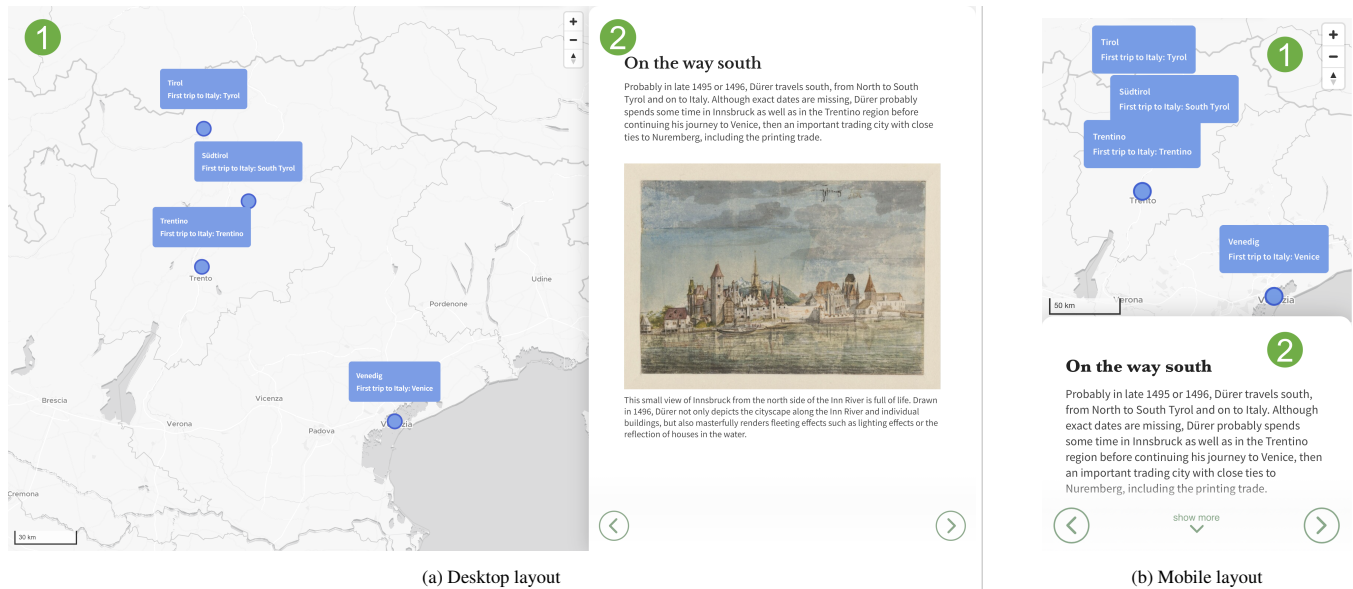 1
+
−
Tirol
First trip to Italy: Tyrol
Südtirol
First trip to Italy: South Tyrol
Trentino
First trip to Italy: Trentino
Trento
Udine
Pordenone
Venedig
First trip to Italy: Venice
Brescia
Vicenza
Verona
Padova
Cremona
30 km
2
On the way south
Probably in late 1495 or 1496, Dürer travels south, from North to South
Tyrol and on to Italy. Although exact dates are missing, Dürer probably
spends some time in Innsbruck as well as in the Trentino region before
continuing his journey to Venice, then an important trading city with close
ties to Nuremberg, including the printing trade.
This small view of Innsbruck from the north side of the Inn River is full of life. Drawn
in 1496, Dürer not only depicts the cityscape along the Inn River and individual
buildings, but also masterfully renders fleeting effects such as lighting effects or the
reflection of houses in the water.
(a) Desktop layout
Tirol
First trip to Italy: Tyrol
1
+
−
Südtirol
First trip to Italy: South Tyrol
Trentino
First trip to Italy: Trentino
Trento
Venedig
First trip to Italy: Venice
50 km
2
On the way south
Probably in late 1495 or 1496, Dürer travels south,
from North to South Tyrol and on to Italy. Although
exact dates are missing, Dürer probably spends
some time in Innsbruck as well as in the Trentino
region before continuing his journey to Venice, then
an important trading city with close ties to
Nuremberg, including the printing trade.
show more
(b) Mobile layout